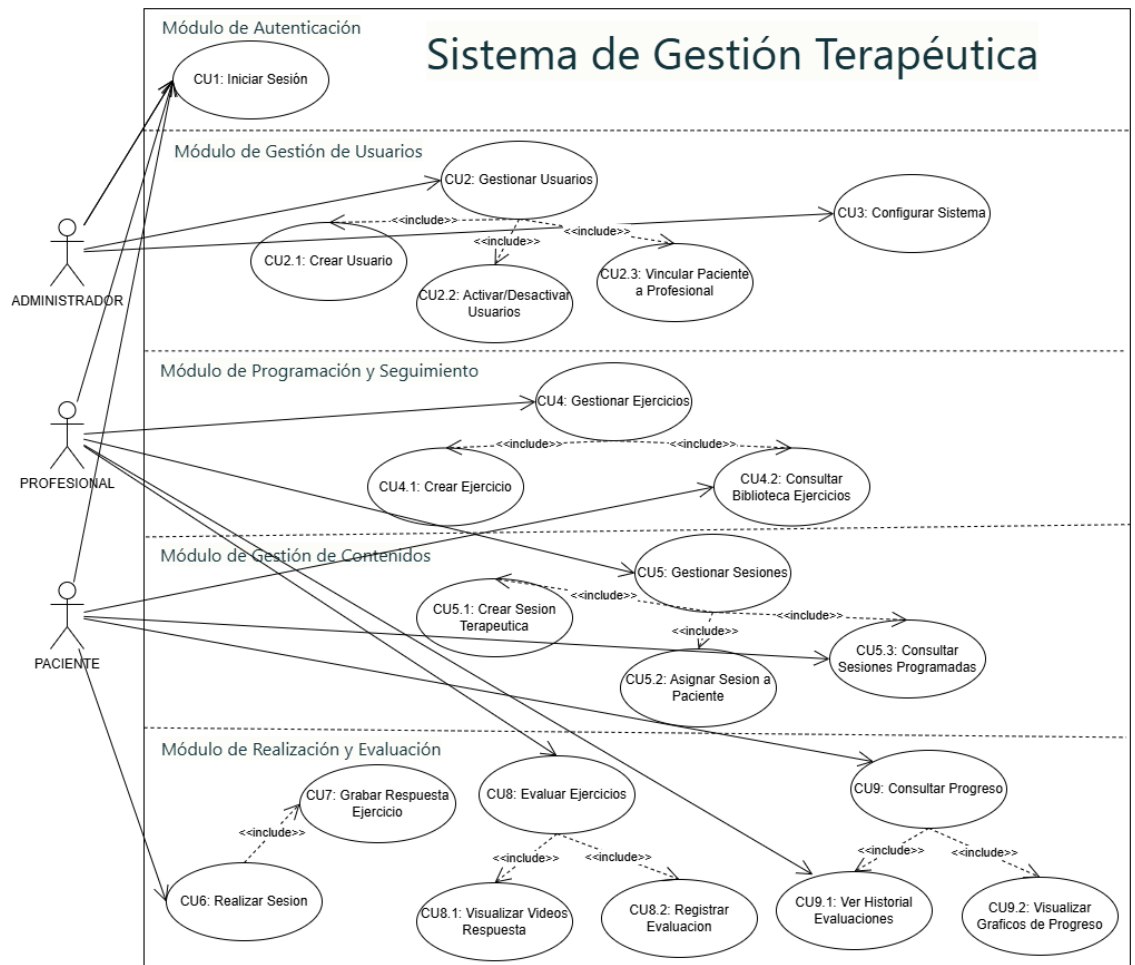 Módulo de Autenticación
Sistema de Gestión Terapéutica
CU1: Iniciar Sesión
Módulo de Gestión de Usuarios
CU2: Gestionar Usuarios
CU3: Configurar Sistema
<<include>>
<<include>>
<<include>>
CU2.1: Crear Usuario
CU2.2: Activar/Desactivar
Usuarios
CU2.3: Vincular Paciente
a Profesional
ADMINISTRADOR
Módulo de Programación y Seguimiento
CU4: Gestionar Ejercicios
<<include>>
<<include>>
CU4.1: Crear Ejercicio
CU4.2: Consultar
Biblioteca Ejercicios
PROFESIONAL
Módulo de Gestión de Contenidos
CU5: Gestionar Sesiones
<<include>>
<<include>>
<<include>>
CU5.1: Crear Sesion
Terapeutica
CU5.2: Asignar Sesion a
Paciente
CU5.3: Consultar
Sesiones Programadas
PACIENTE
Módulo de Realización y Evaluación
CU7: Grabar Respuesta
Ejercicio
CU8: Evaluar Ejercicios
CU9: Consultar Progreso
<<include>>
<<include>>
<<include>>
<<include>>
<<include>>
CU6: Realizar Sesion
CU8.1: Visualizar Videos
Respuesta
CU8.2: Registrar
Evaluacion
CU9.1: Ver Historial
Evaluaciones
CU9.2: Visualizar
Graficos de Progreso